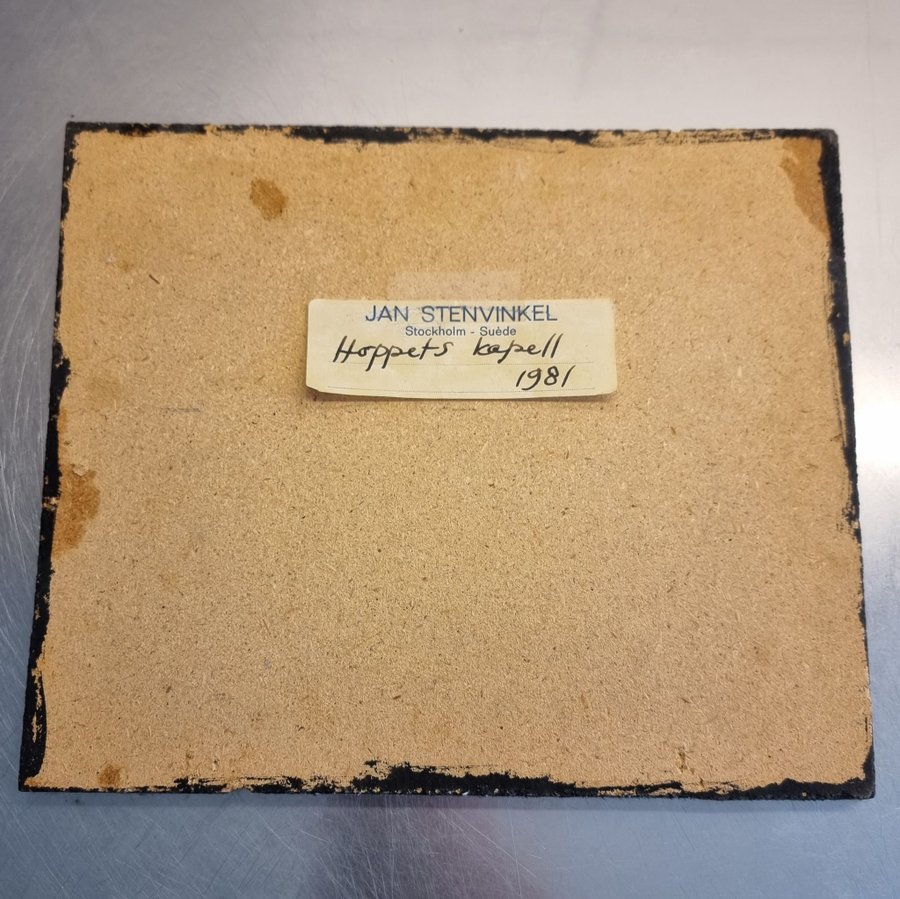 JAN STENVINKEL
Stockholm - Suède
Hoppets kapell
1981